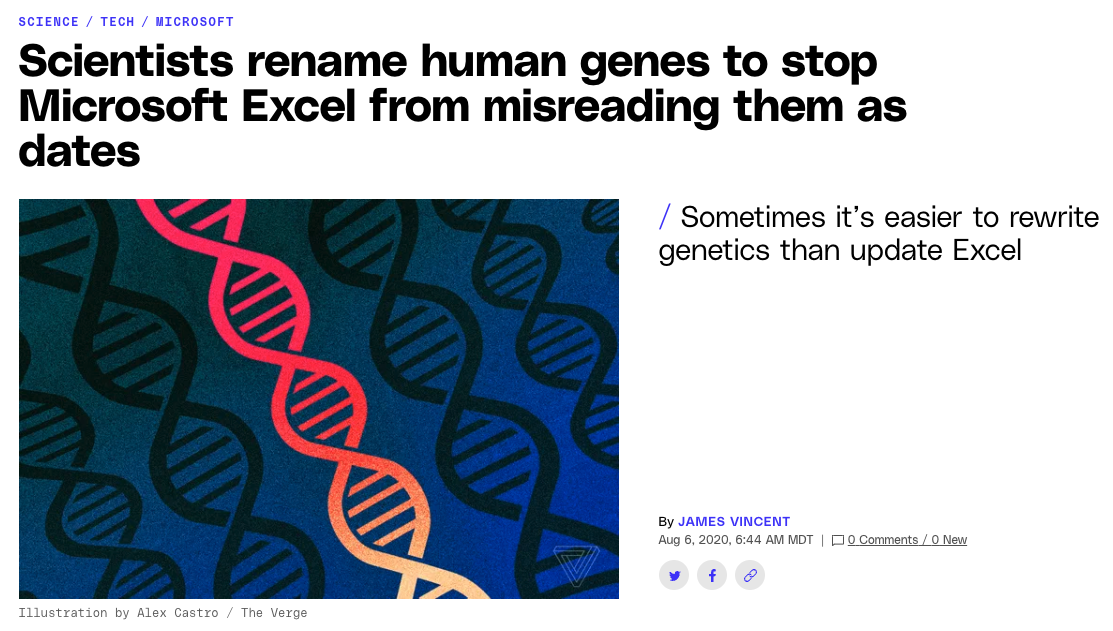 SCIENCE / TECH / MICROSOFT
Scientists rename human genes to stop
Microsoft Excel from misreading them as
dates
/ Sometimes it’s easier to rewrite
genetics than update Excel
By JAMES VINCENT
Aug 6, 2020, 6:44 AM MDT | 0 Comments / 0 New
Illustration by Alex Castro / The Verge